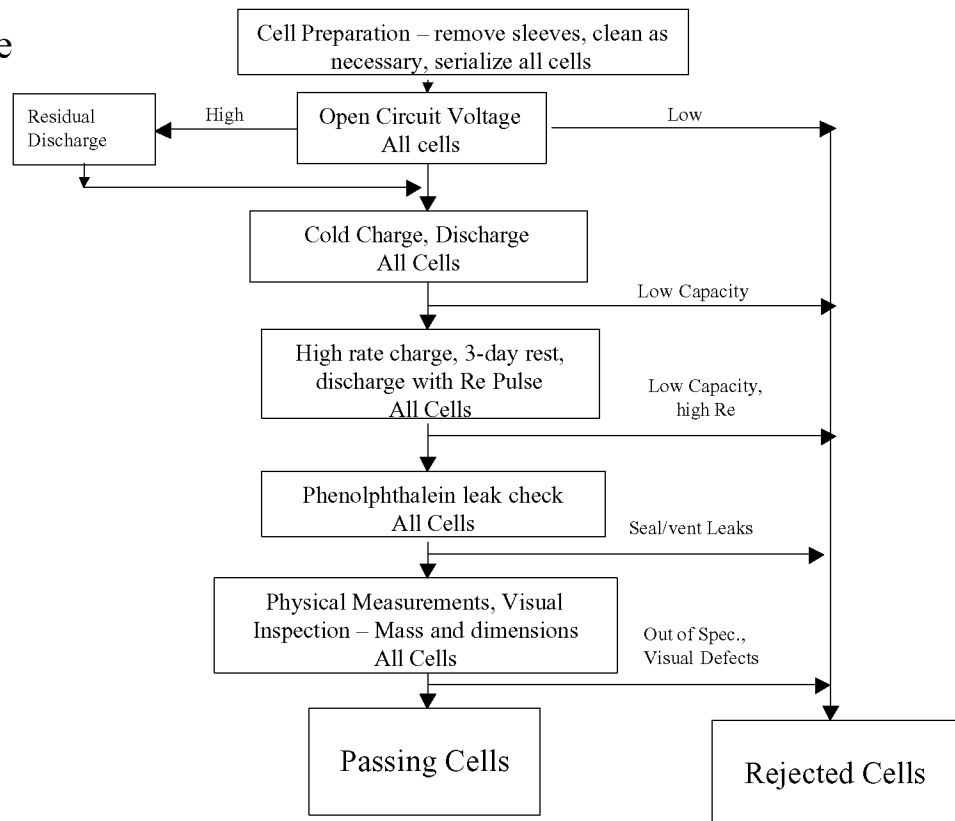 e
Cell Preparation – remove sleeves, clean as
necessary, serialize all cells
Residual
Discharge
High
Open Circuit Voltage
All cells
Low
Cold Charge, Discharge
All Cells
Low Capacity
High rate charge, 3-day rest,
discharge with Re Pulse
All Cells
Low Capacity,
high Re
Phenolphthalein leak check
All Cells
Seal/vent Leaks
Physical Measurements, Visual
Inspection – Mass and dimensions
All Cells
Out of Spec.,
Visual Defects
Passing Cells
Rejected Cells